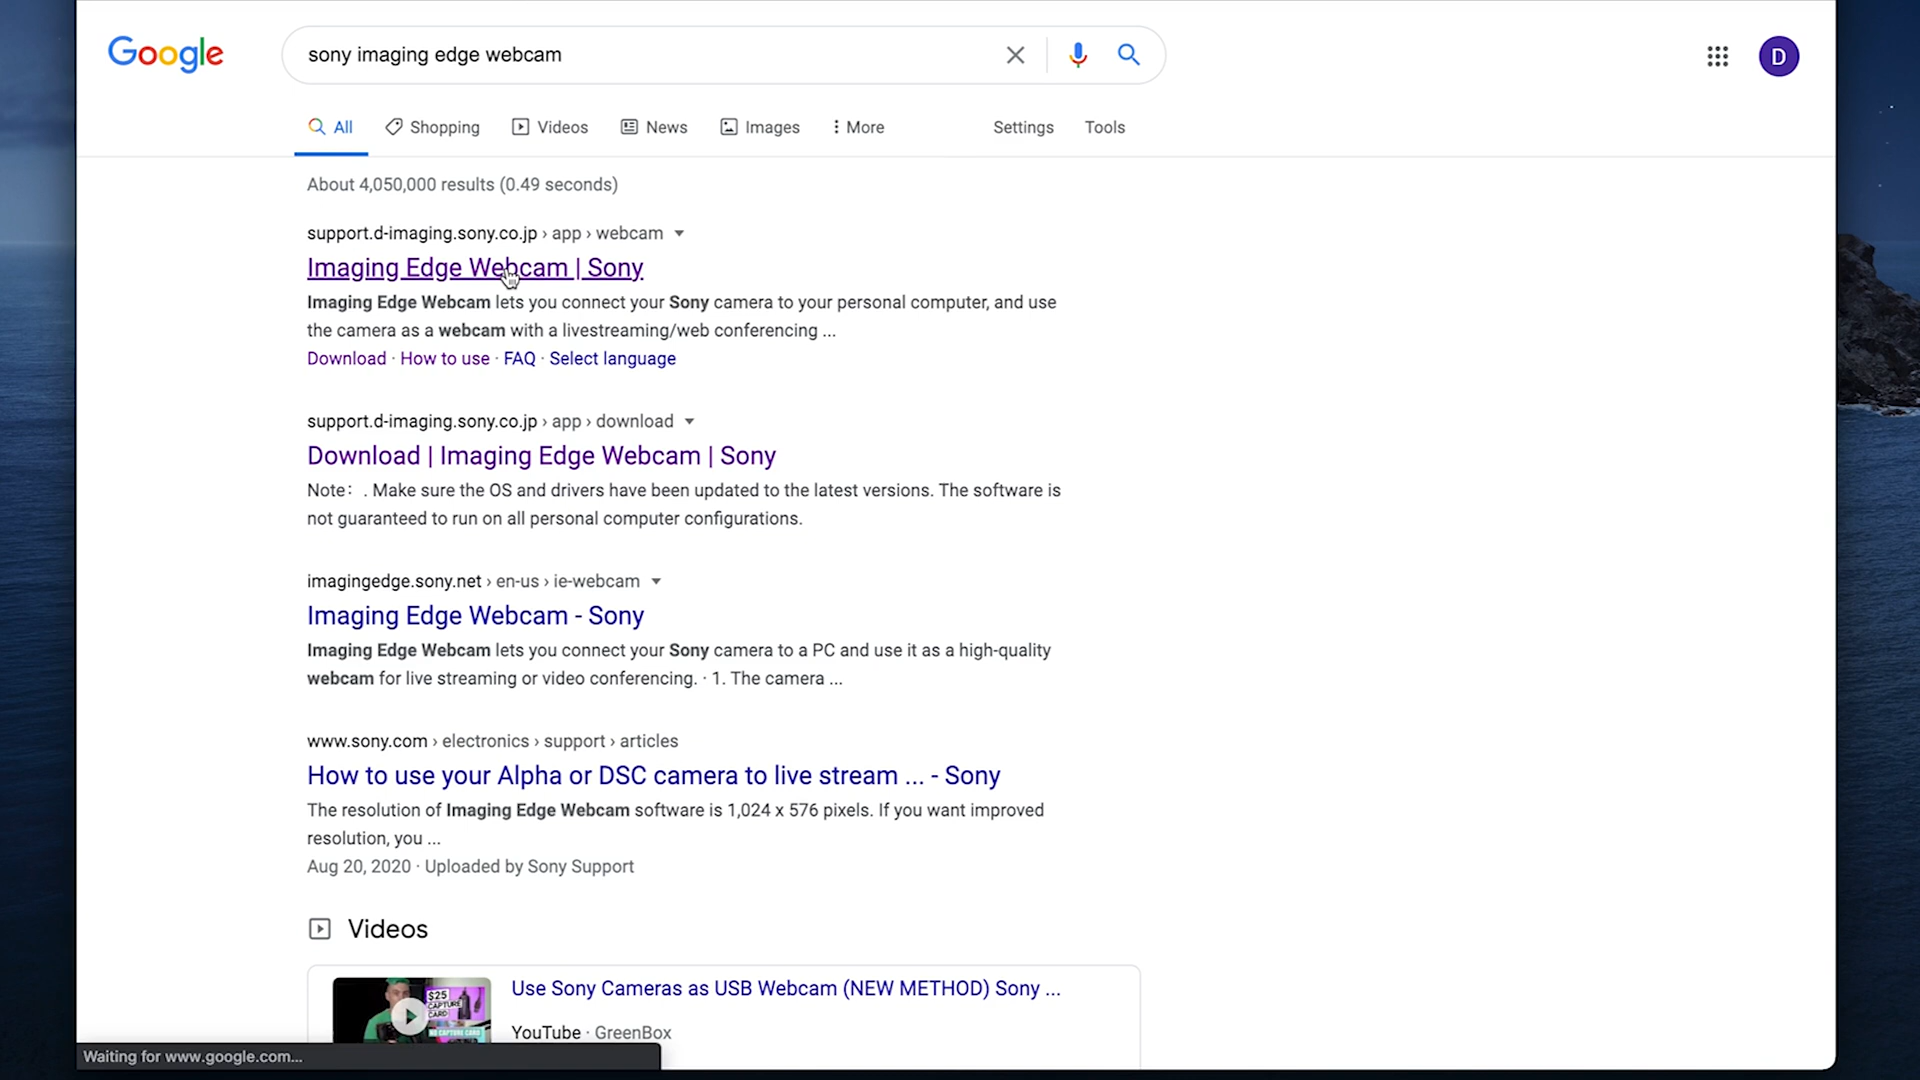 Google
sony imaging edge webcam
D
All
Shopping
Videos
News
Images
More
Settings
Tools
About 4,050,000 results (0.49 seconds)
support.d-imaging.sony.co.jp › app › webcam
Imaging Edge Webcam | Sony
Imaging Edge Webcam lets you connect your Sony camera to your personal computer, and use
the camera as a webcam with a livestreaming/web conferencing ...
Download · How to use · FAQ · Select language
support.d-imaging.sony.co.jp › app › download
Download | Imaging Edge Webcam | Sony
Note： . Make sure the OS and drivers have been updated to the latest versions. The software is
not guaranteed to run on all personal computer configurations.
imagingedge.sony.net › en-us › ie-webcam
Imaging Edge Webcam - Sony
Imaging Edge Webcam lets you connect your Sony camera to a PC and use it as a high-quality
webcam for live streaming or video conferencing. · 1. The camera ...
www.sony.com › electronics › support › articles
How to use your Alpha or DSC camera to live stream ... - Sony
The resolution of Imaging Edge Webcam software is 1,024 x 576 pixels. If you want improved
resolution, you ...
Aug 20, 2020 · Uploaded by Sony Support
Videos
$25
CAPTURE
CARD
NO CAPTURE CARD
Use Sony Cameras as USB Webcam (NEW METHOD) Sony ...
YouTube · GreenBox
Waiting for www.google.com...